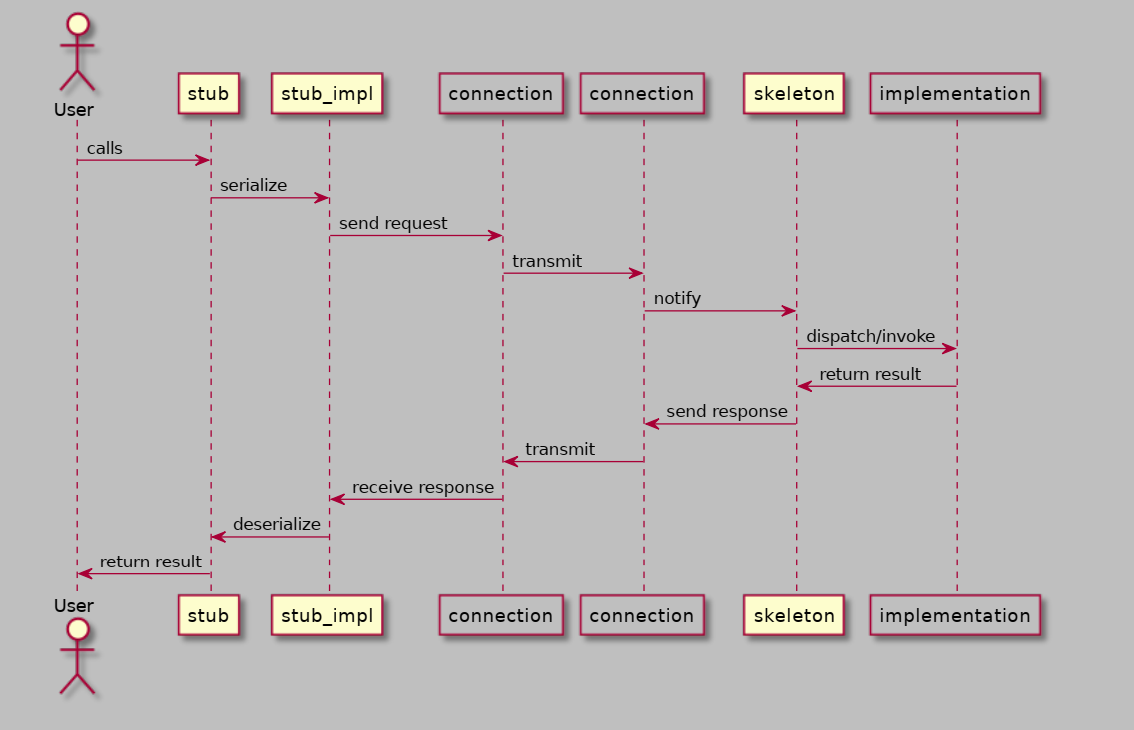 User
stub
stub_impl
connection
connection
skeleton
implementation
calls
serialize
send request
transmit
notify
dispatch/invoke
return result
send response
transmit
receive response
deserialize
return result
User
stub
stub_impl
connection
connection
skeleton
implementation